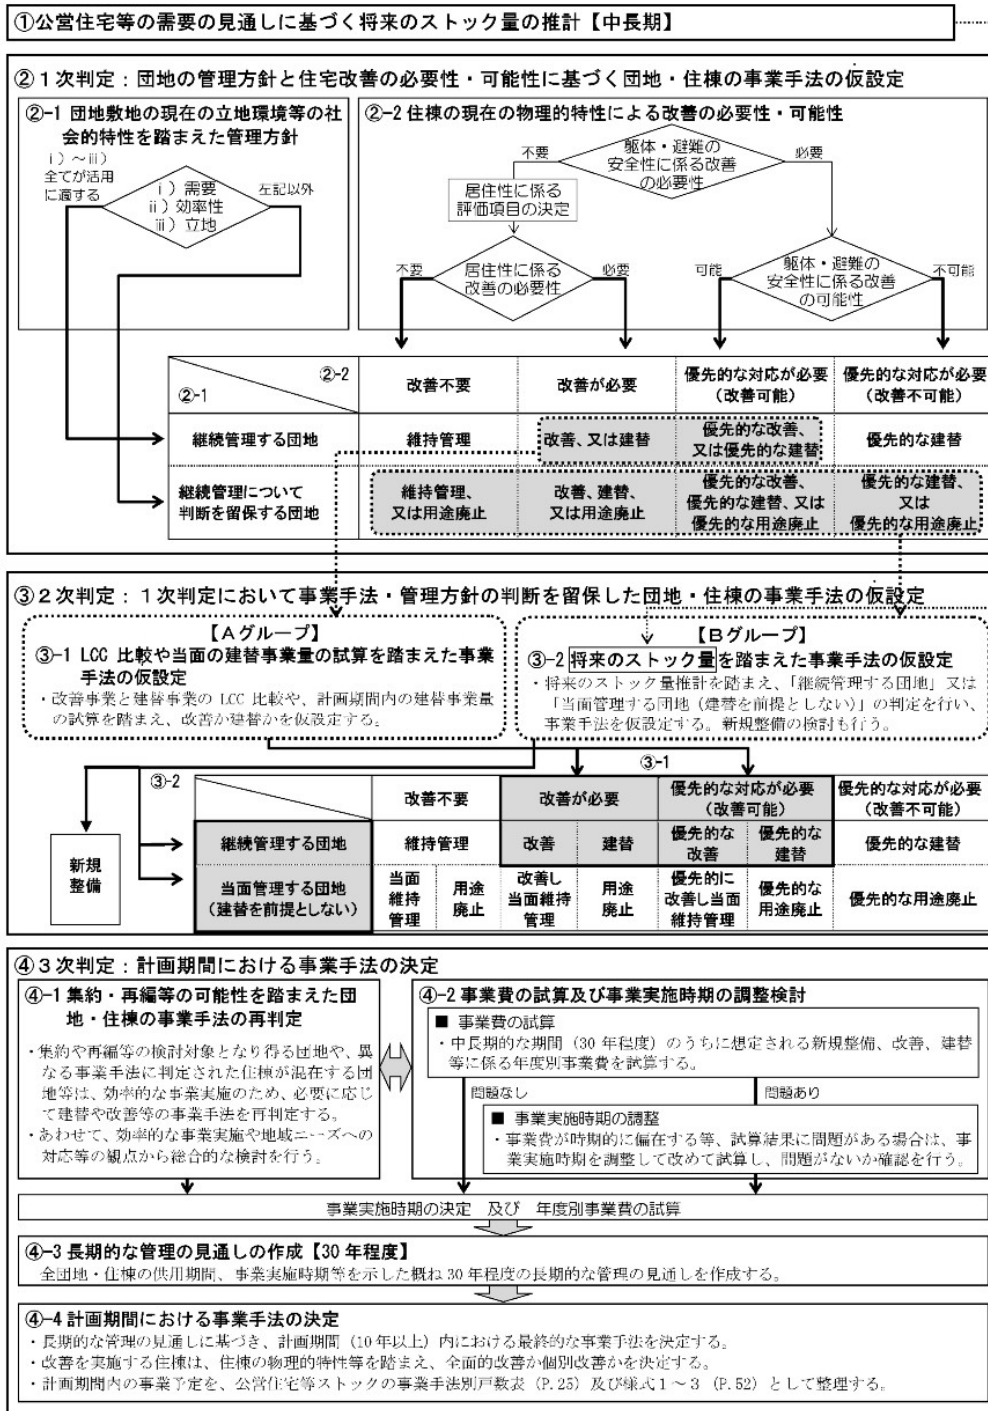 ①公営住宅等の需要の見通しに基づく将来のストック量の推計【中長期】
②１次判定：団地の管理方針と住宅改善の必要性・可能性に基づく団地・住棟の事業手法の仮設定
②-1 団地敷地の現在の立地環境等の社
会的特性を踏まえた管理方針
ⅰ）～ⅲ）
全てが活用
に適する
ⅰ）需要
ⅱ）効率性
ⅲ）立地
左記以外
②-2 住棟の現在の物理的特性による改善の必要性・可能性
不要
躯体・避難の
安全性に係る改善
の必要性
必要
居住性に係る
評価項目の決定
不要
居住性に係る
改善の必要性
必要
可能
躯体・避難の
安全性に係る改善
の可能性
不可能
②-2
②-1
改善不要
改善が必要
優先的な対応が必要
（改善可能）
優先的な対応が必要
（改善不可能）
継続管理する団地
維持管理
改善、又は建替
優先的な改善、
又は優先的な建替
優先的な建替
継続管理について
判断を留保する団地
維持管理、
又は用途廃止
改善、建替、
又は用途廃止
優先的な改善、
優先的な建替、又は
優先的な用途廃止
優先的な建替、
又は
優先的な用途廃止
③２次判定：１次判定において事業手法・管理方針の判断を留保した団地・住棟の事業手法の仮設定
【Ａグループ】
③-1 LCC 比較や当面の建替事業量の試算を踏まえた事業
手法の仮設定
・改善事業と建替事業の LCC 比較や、計画期間内の建替事業量
の試算を踏まえ、改善か建替かを仮設定する。
【Ｂグループ】
③-2 将来のストック量を踏まえた事業手法の仮設定
・将来のストック量推計を踏まえ、「継続管理する団地」又は
「当面管理する団地（建替を前提としない）」の判定を行い、
事業手法を仮設定する。新規整備の検討も行う。
③-1
③-2
新規
整備
改善不要
改善が必要
優先的な対応が必要
（改善可能）
優先的な対応が必要
（改善不可能）
継続管理する団地
維持管理
改善
建替
優先的な
改善
優先的な
建替
優先的な建替
当面管理する団地
（建替を前提としない）
当面
維持
管理
用途
廃止
改善し
当面維持
管理
用途
廃止
優先的に
改善し当面
維持管理
優先的な
用途廃止
優先的な用途廃止
④３次判定：計画期間における事業手法の決定
④-1 集約・再編等の可能性を踏まえた団
地・住棟の事業手法の再判定
・集約や再編等の検討対象となり得る団地や、異
なる事業手法に判定された住棟が混在する団
地等は、効率的な事業実施のため、必要に応じ
て建替や改善等の事業手法を再判定する。
・あわせて、効率的な事業実施や地域ニーズへの
対応等の観点から総合的な検討を行う。
④-2 事業費の試算及び事業実施時期の調整検討
■ 事業費の試算
・中長期的な期間（30 年程度）のうちに想定される新規整備、改善、建替
等に係る年度別事業費を試算する。
問題なし
問題あり
■ 事業実施時期の調整
・事業費が時期的に偏在する等、試算結果に問題がある場合は、事
業実施時期を調整して改めて試算し、問題がないか確認を行う。
事業実施時期の決定　及び　年度別事業費の試算
④-3 長期的な管理の見通しの作成【30 年程度】
全団地・住棟の供用期間、事業実施時期等を示した概ね 30 年程度の長期的な管理の見通しを作成する。
④-4 計画期間における事業手法の決定
・長期的な管理の見通しに基づき、計画期間（10 年以上）内における最終的な事業手法を決定する。
・改善を実施する住棟は、住棟の物理的特性等を踏まえ、全面的改善か個別改善かを決定する。
・計画期間内の事業予定を、公営住宅等ストックの事業手法別戸数表（P.25）及び様式１～３（P.52）として整理する。